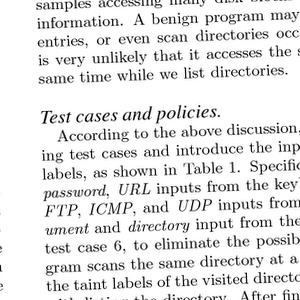 samples accessing many disk
information. A benign program may
entries, or even scan directories occ
is very unlikely that it accesses the s
same time while we list directories.
Test cases and policies.
According to the above discussion,
ing test cases and introduce the inp
labels, as shown in Table 1. Specific
password, URL inputs from the key
FTP, ICMP, and UDP inputs from
ument and directory input from the
test case 6, to eliminate the possib
gram scans the same directory at a
the taint labels of the visited directo
listing the directory. After fin